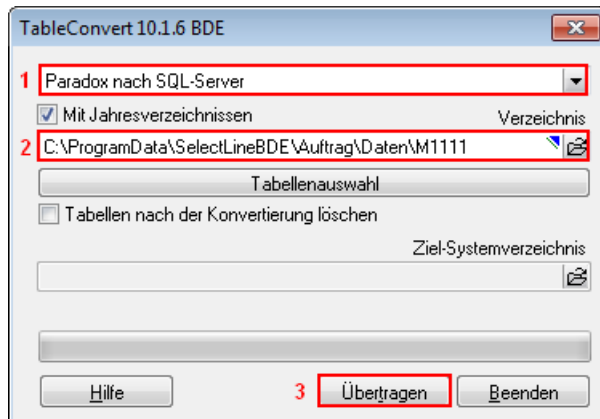 TableConvert 10.1.6 BDE
1 Paradox nach SQL-Server
Mit Jahresverzeichnissen Verzeichnis
2 C:\ProgramData\SelectLineBDE\Auftrag\Daten\M1111
Tabellenauswahl
Tabellen nach der Konvertierung löschen
Ziel-Systemverzeichnis
Hilfe 3 Übertragen Beenden